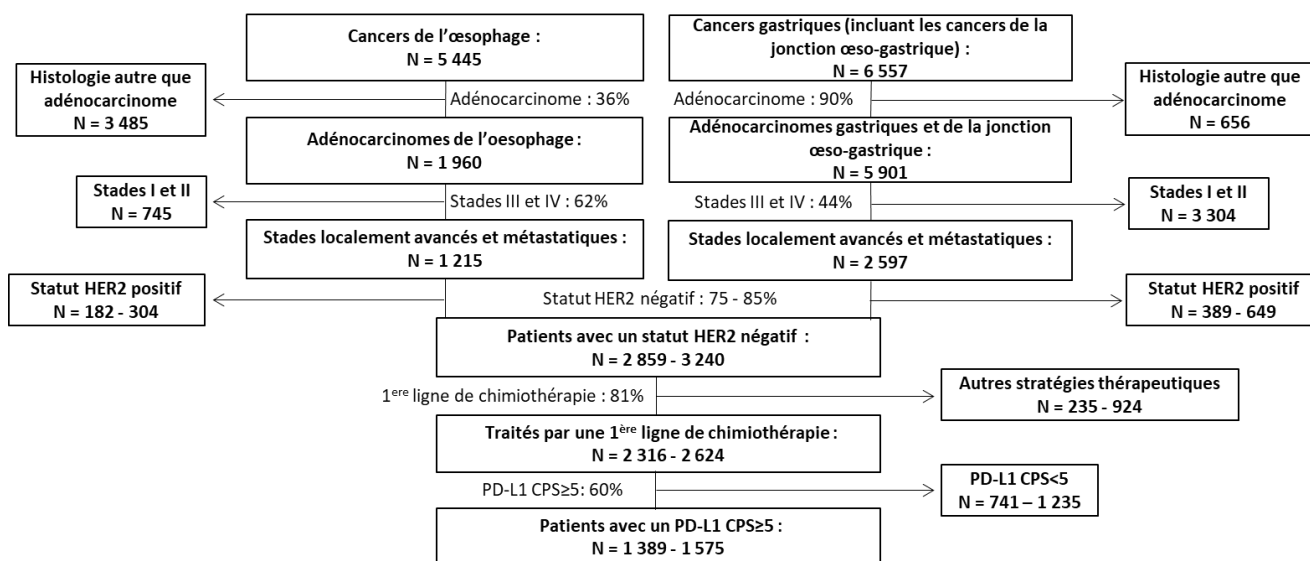 Cancers de l’œsophage :
N = 5 445
Cancers gastriques (incluant les cancers de la
jonction œso-gastrique) :
N = 6 557
Histologie autre que
adénocarcinome
N = 3 485
Adénocarcinome : 36%
Adénocarcinome : 90%
Histologie autre que
adénocarcinome
N = 656
Adénocarcinomes de l’oesophage :
N = 1 960
Adénocarcinomes gastriques et de la jonction
œso-gastrique :
N = 5 901
Stades I et II
N = 745
Stades III et IV : 62%
Stades III et IV : 44%
Stades I et II
N = 3 304
Stades localement avancés et métastatiques :
N = 1 215
Stades localement avancés et métastatiques :
N = 2 597
Statut HER2 positif
N = 182 - 304
Statut HER2 négatif : 75 - 85%
Statut HER2 positif
N = 389 - 649
Patients avec un statut HER2 négatif :
N = 2 859 - 3 240
1ere ligne de chimiothérapie : 81%
Autres stratégies thérapeutiques
N = 235 - 924
Traités par une 1ère ligne de chimiothérapie :
N = 2 316 - 2 624
PD-L1 CPS≥5: 60%
PD-L1 CPS<5
N = 741 – 1 235
Patients avec un PD-L1 CPS≥5 :
N = 1 389 - 1 575